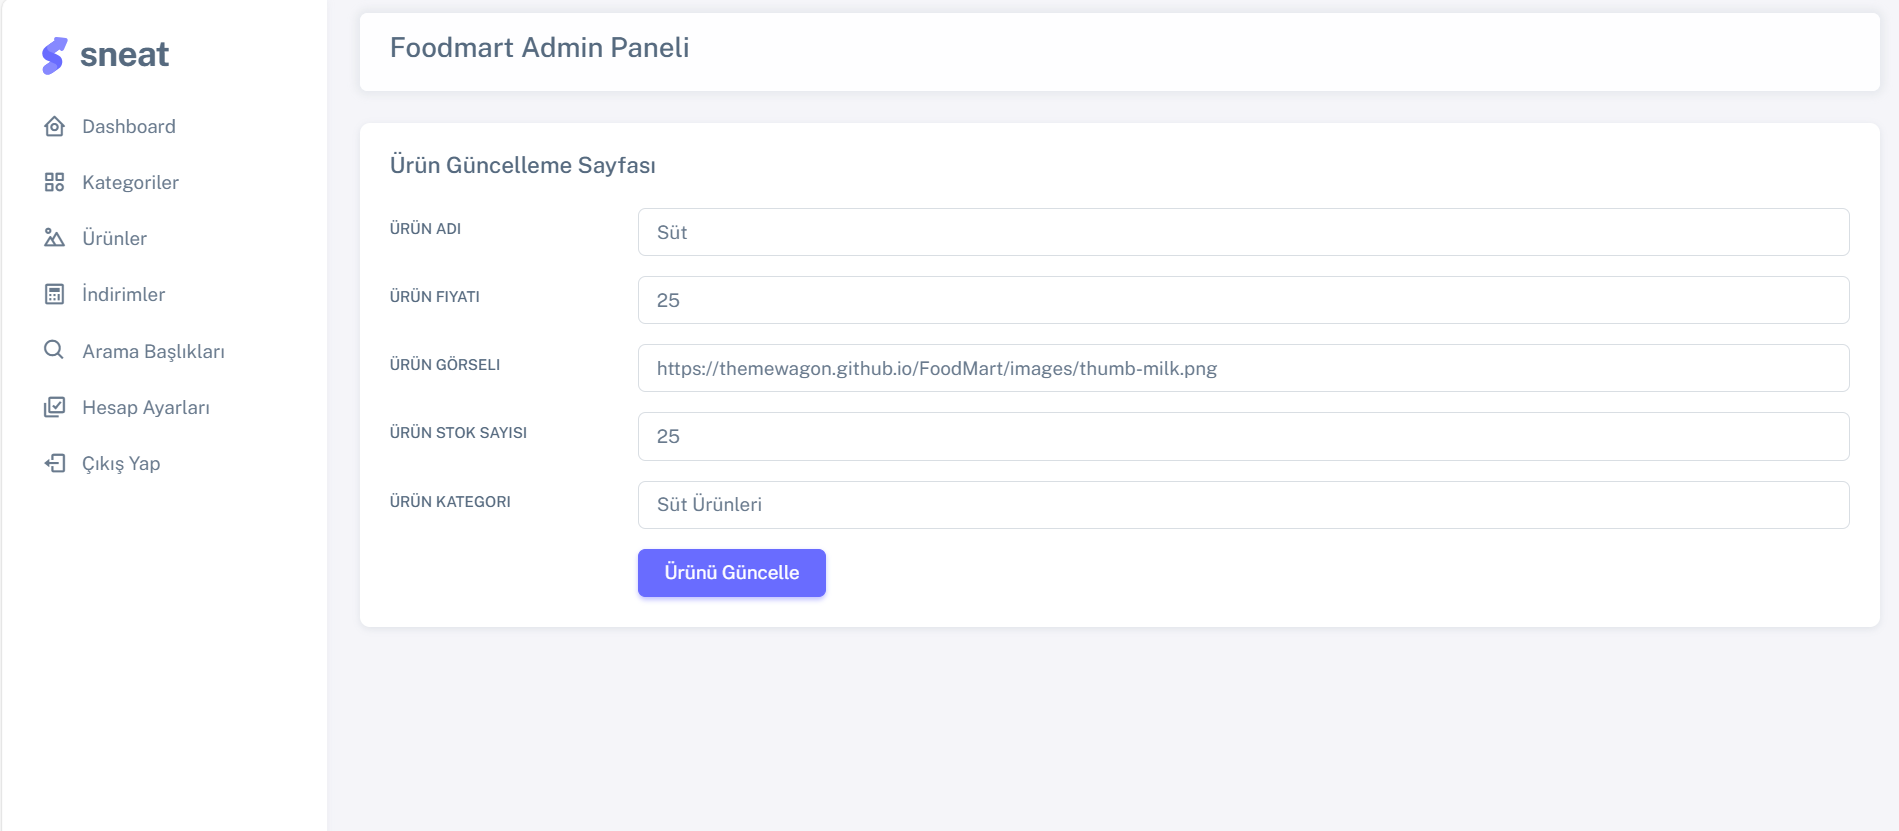 sneat
Dashboard
Kategoriler
Ürünler
İndirimler
Arama Başlıkları
Hesap Ayarları
Çıkış Yap
Foodmart Admin Paneli
Ürün Güncelleme Sayfası
ÜRÜN ADI
Süt
ÜRÜN FIYATI
25
ÜRÜN GÖRSELI
https://themewagon.github.io/FoodMart/images/thumb-milk.png
ÜRÜN STOK SAYISI
25
ÜRÜN KATEGORI
Süt Ürünleri
Ürünü Güncelle